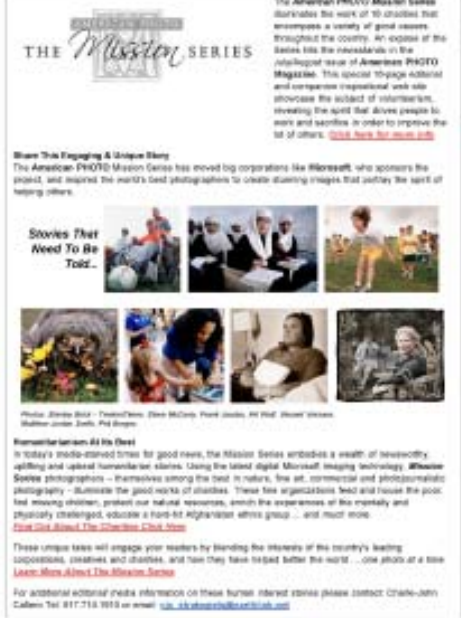 The American PHOTO Mission Series
illuminates the work of 10 charities that
encompass a variety of good causes
throughout the country. An expose of the
Series hits the newsstands in the
July/August issue of American PHOTO
Magazine. This special 10-page editorial
and companion inspirational web site
showcase the subject of volunteerism,
revealing the spirit that drives people to
work and sacrifice in order to improve the
lot of others. Click here for more info
AMERICAN PHOTO
THE Mission SERIES
Share This Engaging & Unique Story
The American PHOTO Mission Series has moved big corporations like Microsoft, who sponsors the
project, and inspired the world's best photographers to create stunning images that portray the spirit of
helping others.
Stories That
Need To Be
Told...
Photos: Steve McCurry,
Matthew Jordan Smith,
Humanitarianism At Its Best
In today's media-starved times for good news, the Mission Series embodies a wealth of newsworthy,
uplifting and upbeat humanitarian stories. Using the latest digital Microsoft imaging technology, Mission
Series photographers – themselves among the best in nature, fine art, commercial and photojournalistic
photography – illuminate the good works of charities. These fine organizations feed and house the poor,
find missing children, protect our natural resources, enrich the experiences of the mentally and
physically challenged, educate a hard-hit Afghanistan ethnic group ... and much more.
Find Out About The Charities Click Here
These unique tales will engage your readers by blending the interests of the country's leading
corporations, creatives and charities, and how they have helped better the world ...one photo at a time
Learn More About The Mission Series
For additional editorial/ media information on these human interest stories please contact: Charlie-John
Tel: or email: